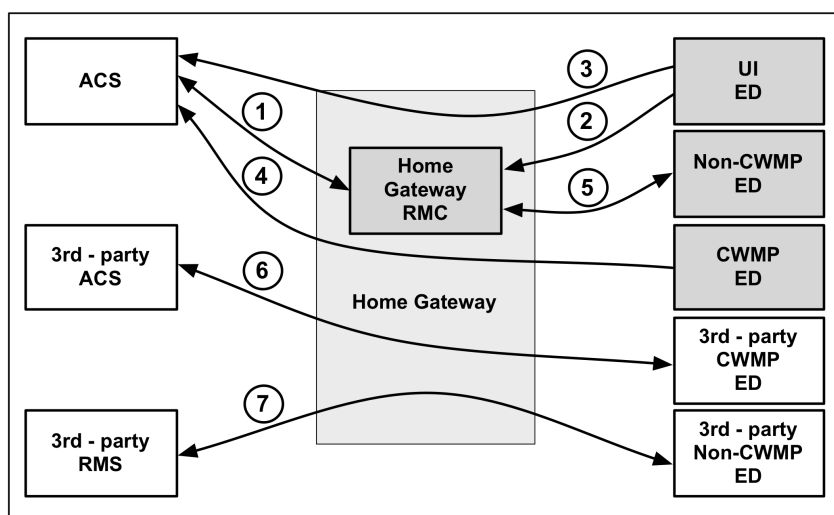 ACS
3
UI
ED
1
2
Home
Gateway
RMC
Non-CWMP
ED
4
5
3rd - party
ACS
6
CWMP
ED
Home Gateway
3rd - party
CWMP
ED
7
3rd - party
RMS
3rd - party
Non-CWMP
ED